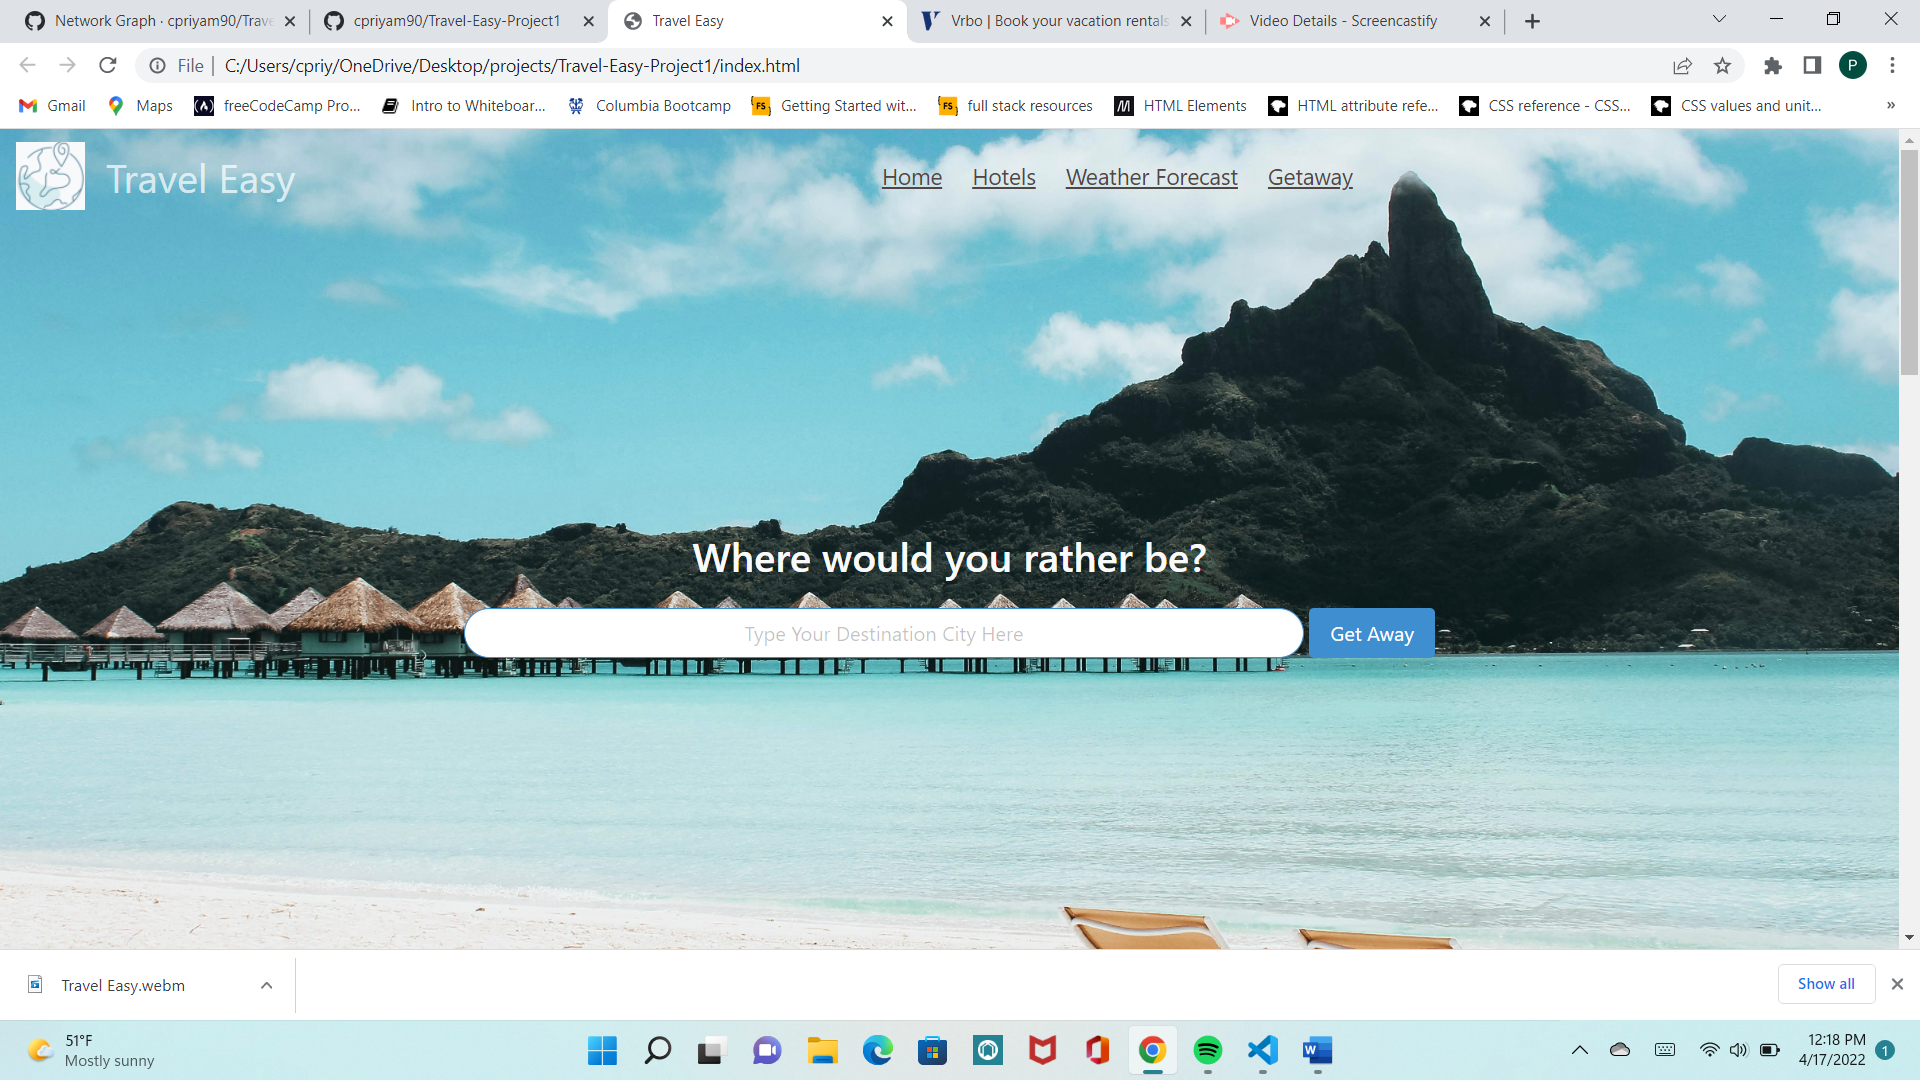 Network Graph · cpriyam90/Trave
cpriyam90/Travel-Easy-Project1
Travel Easy
Vrbo | Book your vacation rentals
Video Details - Screencastify
File | C:/Users/cpriy/OneDrive/Desktop/projects/Travel-Easy-Project1/index.html
P
Gmail
Maps
freeCodeCamp Pro...
Intro to Whiteboar...
Columbia Bootcamp
FS
Getting Started wit...
FS
full stack resources
HTML Elements
HTML attribute refe...
CSS reference - CSS...
CSS values and unit...
»
Travel Easy
Home
Hotels
Weather Forecast
Getaway
Where would you rather be?
Type Your Destination City Here
Get Away
Travel Easy.webm
Show all
51°F
Mostly sunny
12:18 PM
4/17/2022
1